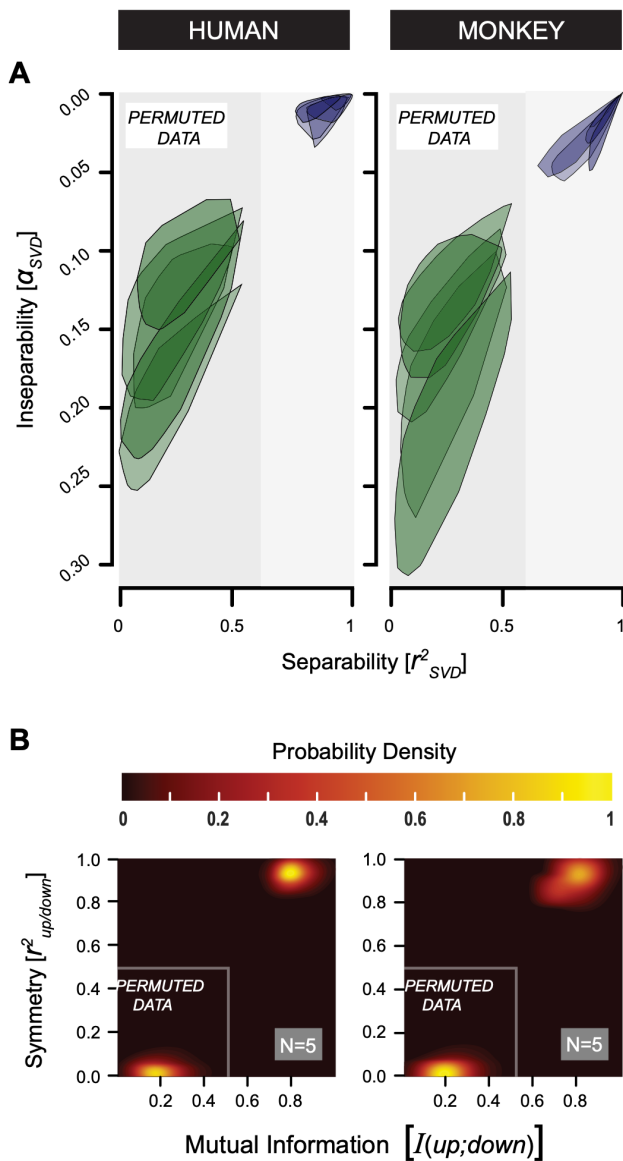 HUMAN
MONKEY
A
PERMUTED
DATA
PERMUTED
DATA
0.00
0.05
0.10
0.15
0.20
0.25
0.30
Inseparability [α_SVD]
0
0.5
1
0
0.5
1
Separability [r²_SVD]
B
Probability Density
0
0.2
0.4
0.6
0.8
1
Symmetry [r²_up/down]
1.0
0.8
0.6
0.4
0.2
0.0
PERMUTED
DATA
N=5
0.2
0.4
0.6
0.8
1.0
0.8
0.6
0.4
0.2
0.0
PERMUTED
DATA
N=5
0.2
0.4
0.6
0.8
Mutual Information [I(up;down)]